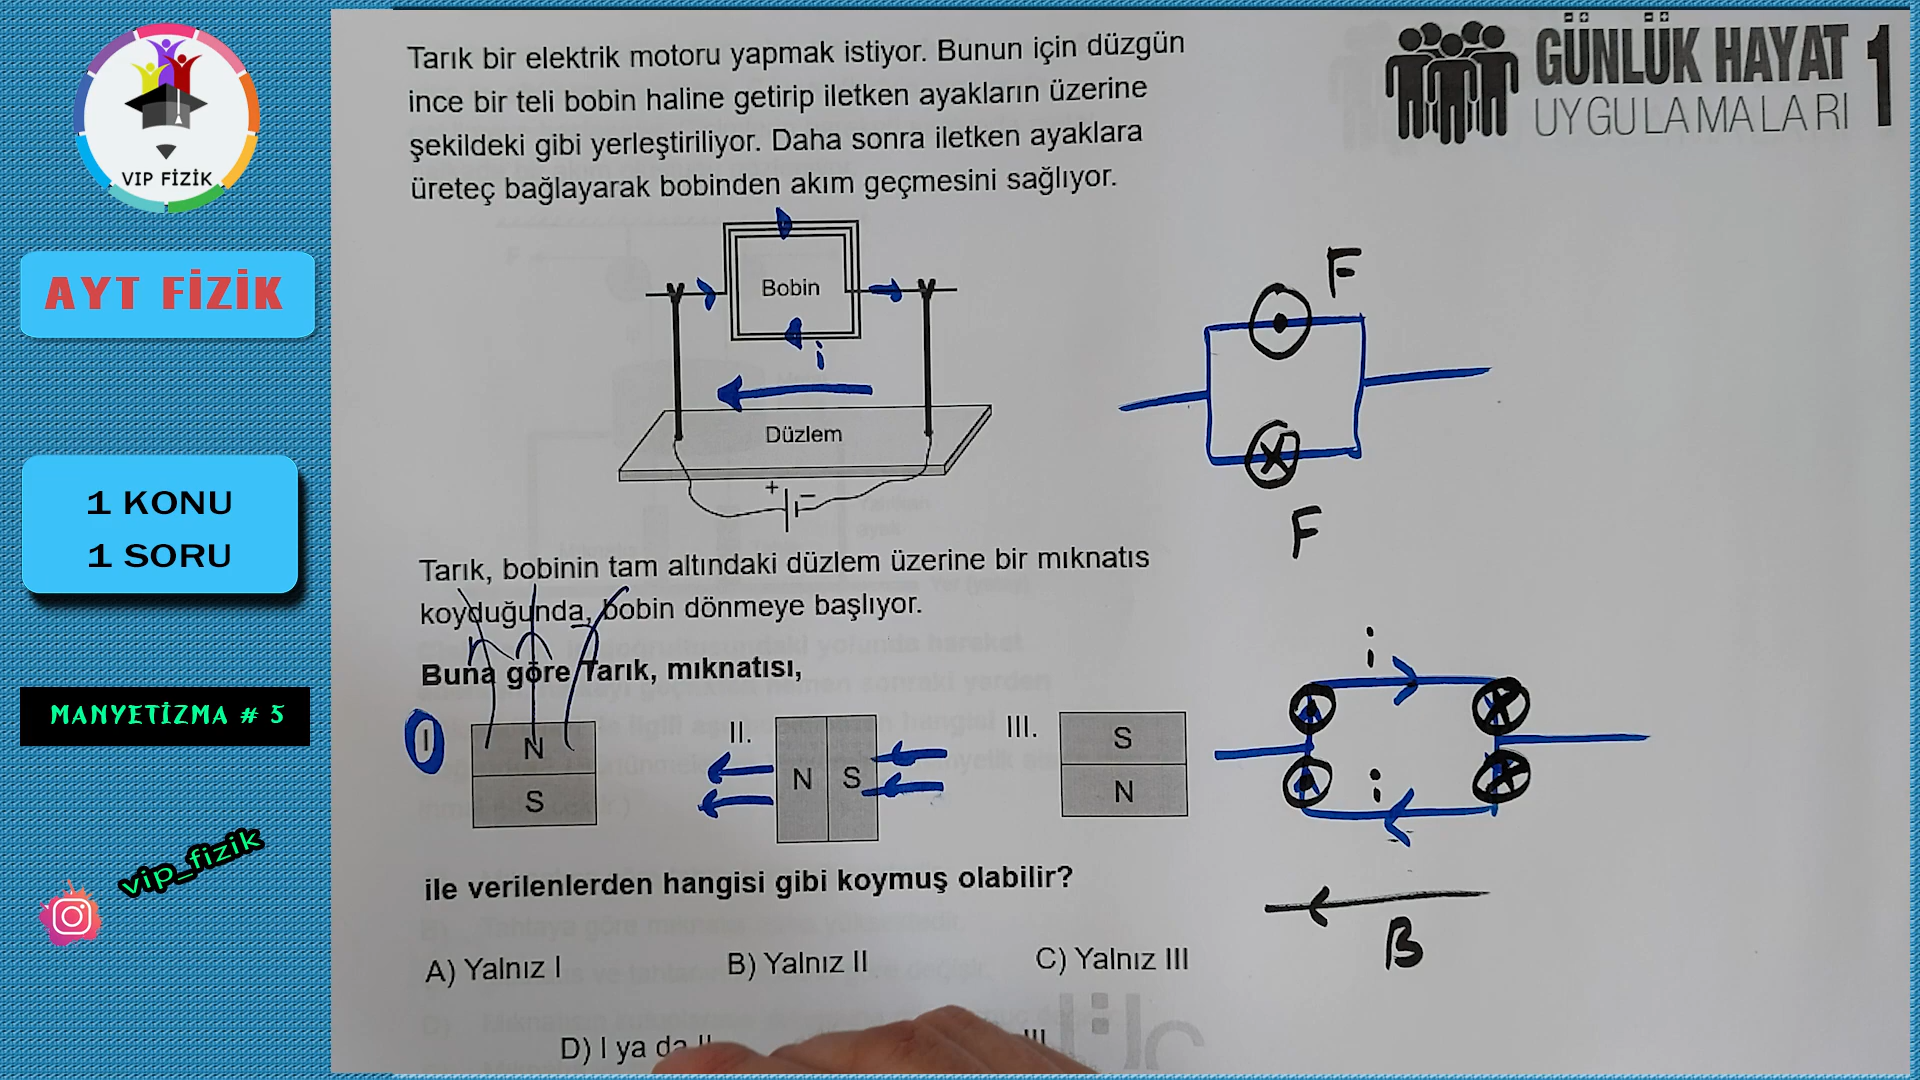 VIP FİZİK
AYT FİZİK
1 KONU
1 SORU
MANYETİZMA # 5
vip_fizik
GÜNLÜK HAYAT 1
UYGULAMALARI
Tarık bir elektrik motoru yapmak istiyor. Bunun için düzgün
ince bir teli bobin haline getirip iletken ayakların üzerine
şekildeki gibi yerleştiriliyor. Daha sonra iletken ayaklara
üreteç bağlayarak bobinden akım geçmesini sağlıyor.
Bobin
i
Düzlem
+ −
F
F
Tarık, bobinin tam altındaki düzlem üzerine bir mıknatıs
koyduğunda, bobin dönmeye başlıyor.
Buna göre Tarık, mıknatısı,
I
N
S
II.
N S
III.
S
N
i
i
B
ile verilenlerden hangisi gibi koymuş olabilir?
A) Yalnız I
B) Yalnız II
C) Yalnız III
D) I ya da II
III